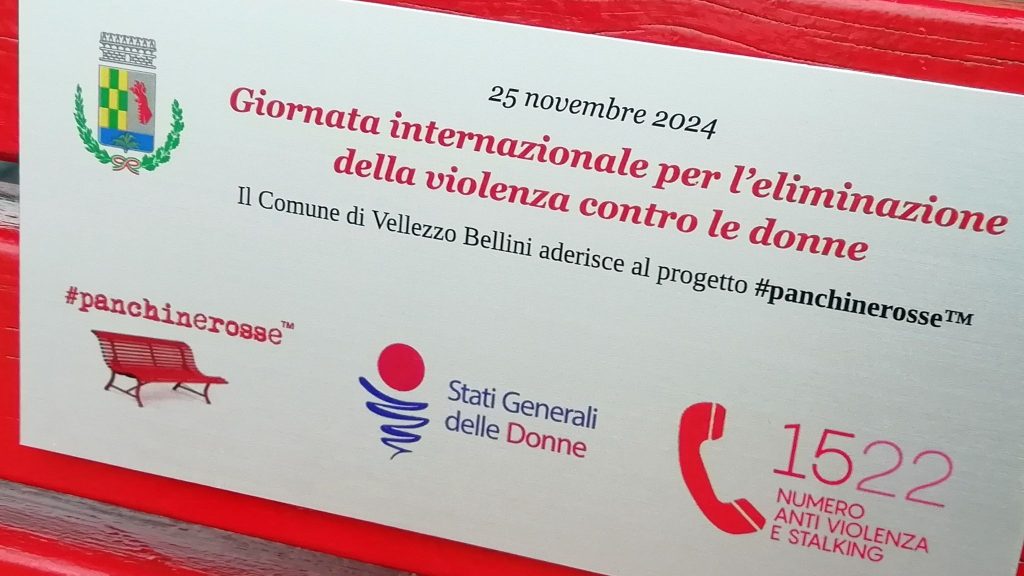 25 novembre 2024
Giornata internazionale per l'eliminazione
della violenza contro le donne
Il Comune di Vellezzo Bellini aderisce al progetto #panchinerosse™
#panchinerosse™
Stati Generali
delle Donne
1522
NUMERO
ANTI VIOLENZA
E STALKING